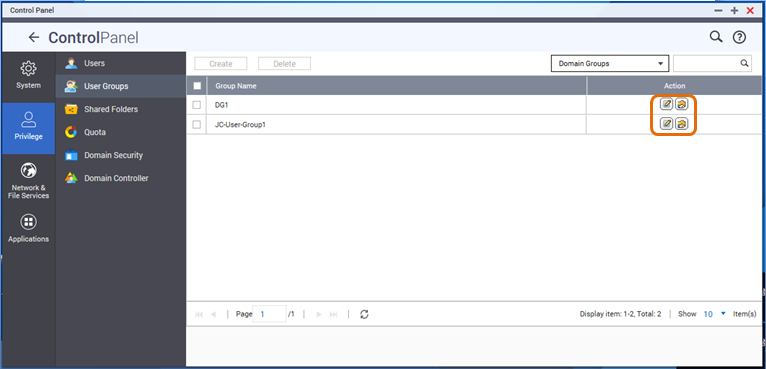 Control Panel
ControlPanel
System
Privilege
Network &
File Services
Applications
Users
User Groups
Shared Folders
Quota
Domain Security
Domain Controller
Create Delete Domain Groups
Group Name Action
DG1
JC-User-Group1
Page 1 /1 Display item: 1-2, Total: 2 Show 10 Item(s)